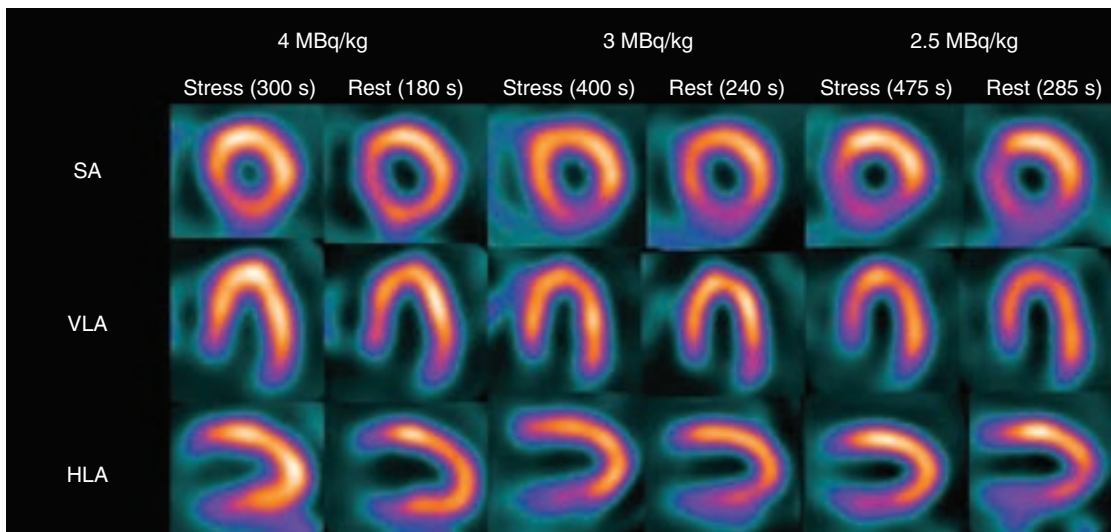 4 MBq/kg 3 MBq/kg 2.5 MBq/kg
Stress (300 s) Rest (180 s) Stress (400 s) Rest (240 s) Stress (475 s) Rest (285 s)
SA
VLA
HLA